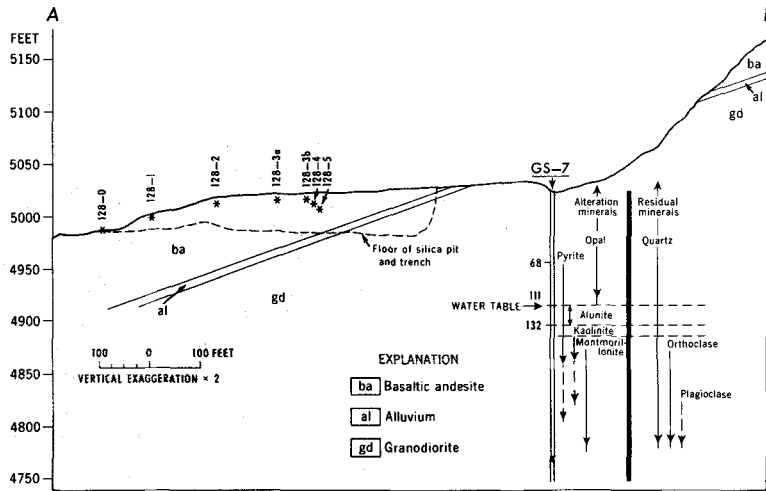 A
FEET
5150
5100
5050
5000
4950
4900
4850
4800
4750
128-0
128-1
128-2
128-3a
128-3b
128-4
128-5
ba
al
gd
GS-7
Alteration
minerals
Residual
minerals
Opal
Quartz
Pyrite
68
ba
Floor of silica pit
and trench
gd
al
111
WATER TABLE
132
Alunite
Kaolinite
Montmoril-
lonite
Orthoclase
Plagioclase
100 0 100 FEET
VERTICAL EXAGGERATION × 2
EXPLANATION
ba Basaltic andesite
al Alluvium
gd Granodiorite